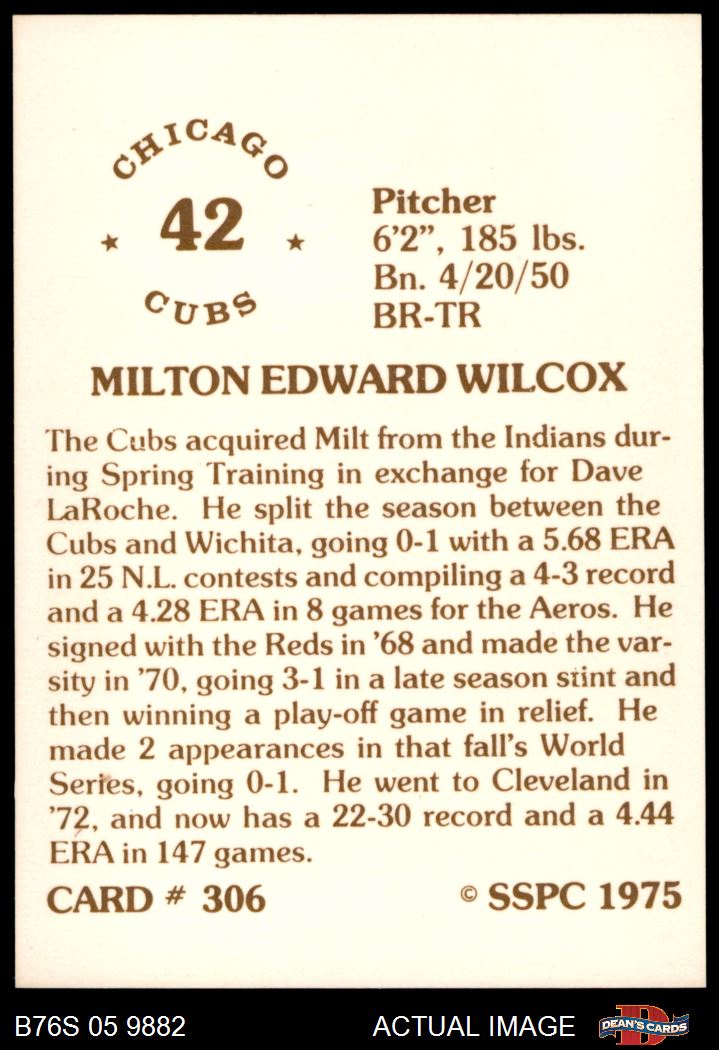 CHICAGO
42
CUBS
Pitcher
6'2", 185 lbs.
Bn. 4/20/50
BR-TR
MILTON EDWARD WILCOX
The Cubs acquired Milt from the Indians dur-
ing Spring Training in exchange for Dave
LaRoche. He split the season between the
Cubs and Wichita, going 0-1 with a 5.68 ERA
in 25 N.L. contests and compiling a 4-3 record
and a 4.28 ERA in 8 games for the Aeros. He
signed with the Reds in '68 and made the var-
sity in '70, going 3-1 in a late season stint and
then winning a play-off game in relief. He
made 2 appearances in that fall's World
Series, going 0-1. He went to Cleveland in
'72, and now has a 22-30 record and a 4.44
ERA in 147 games.
CARD # 306 © SSPC 1975
B76S 05 9882 ACTUAL IMAGE DEAN'S CARDS